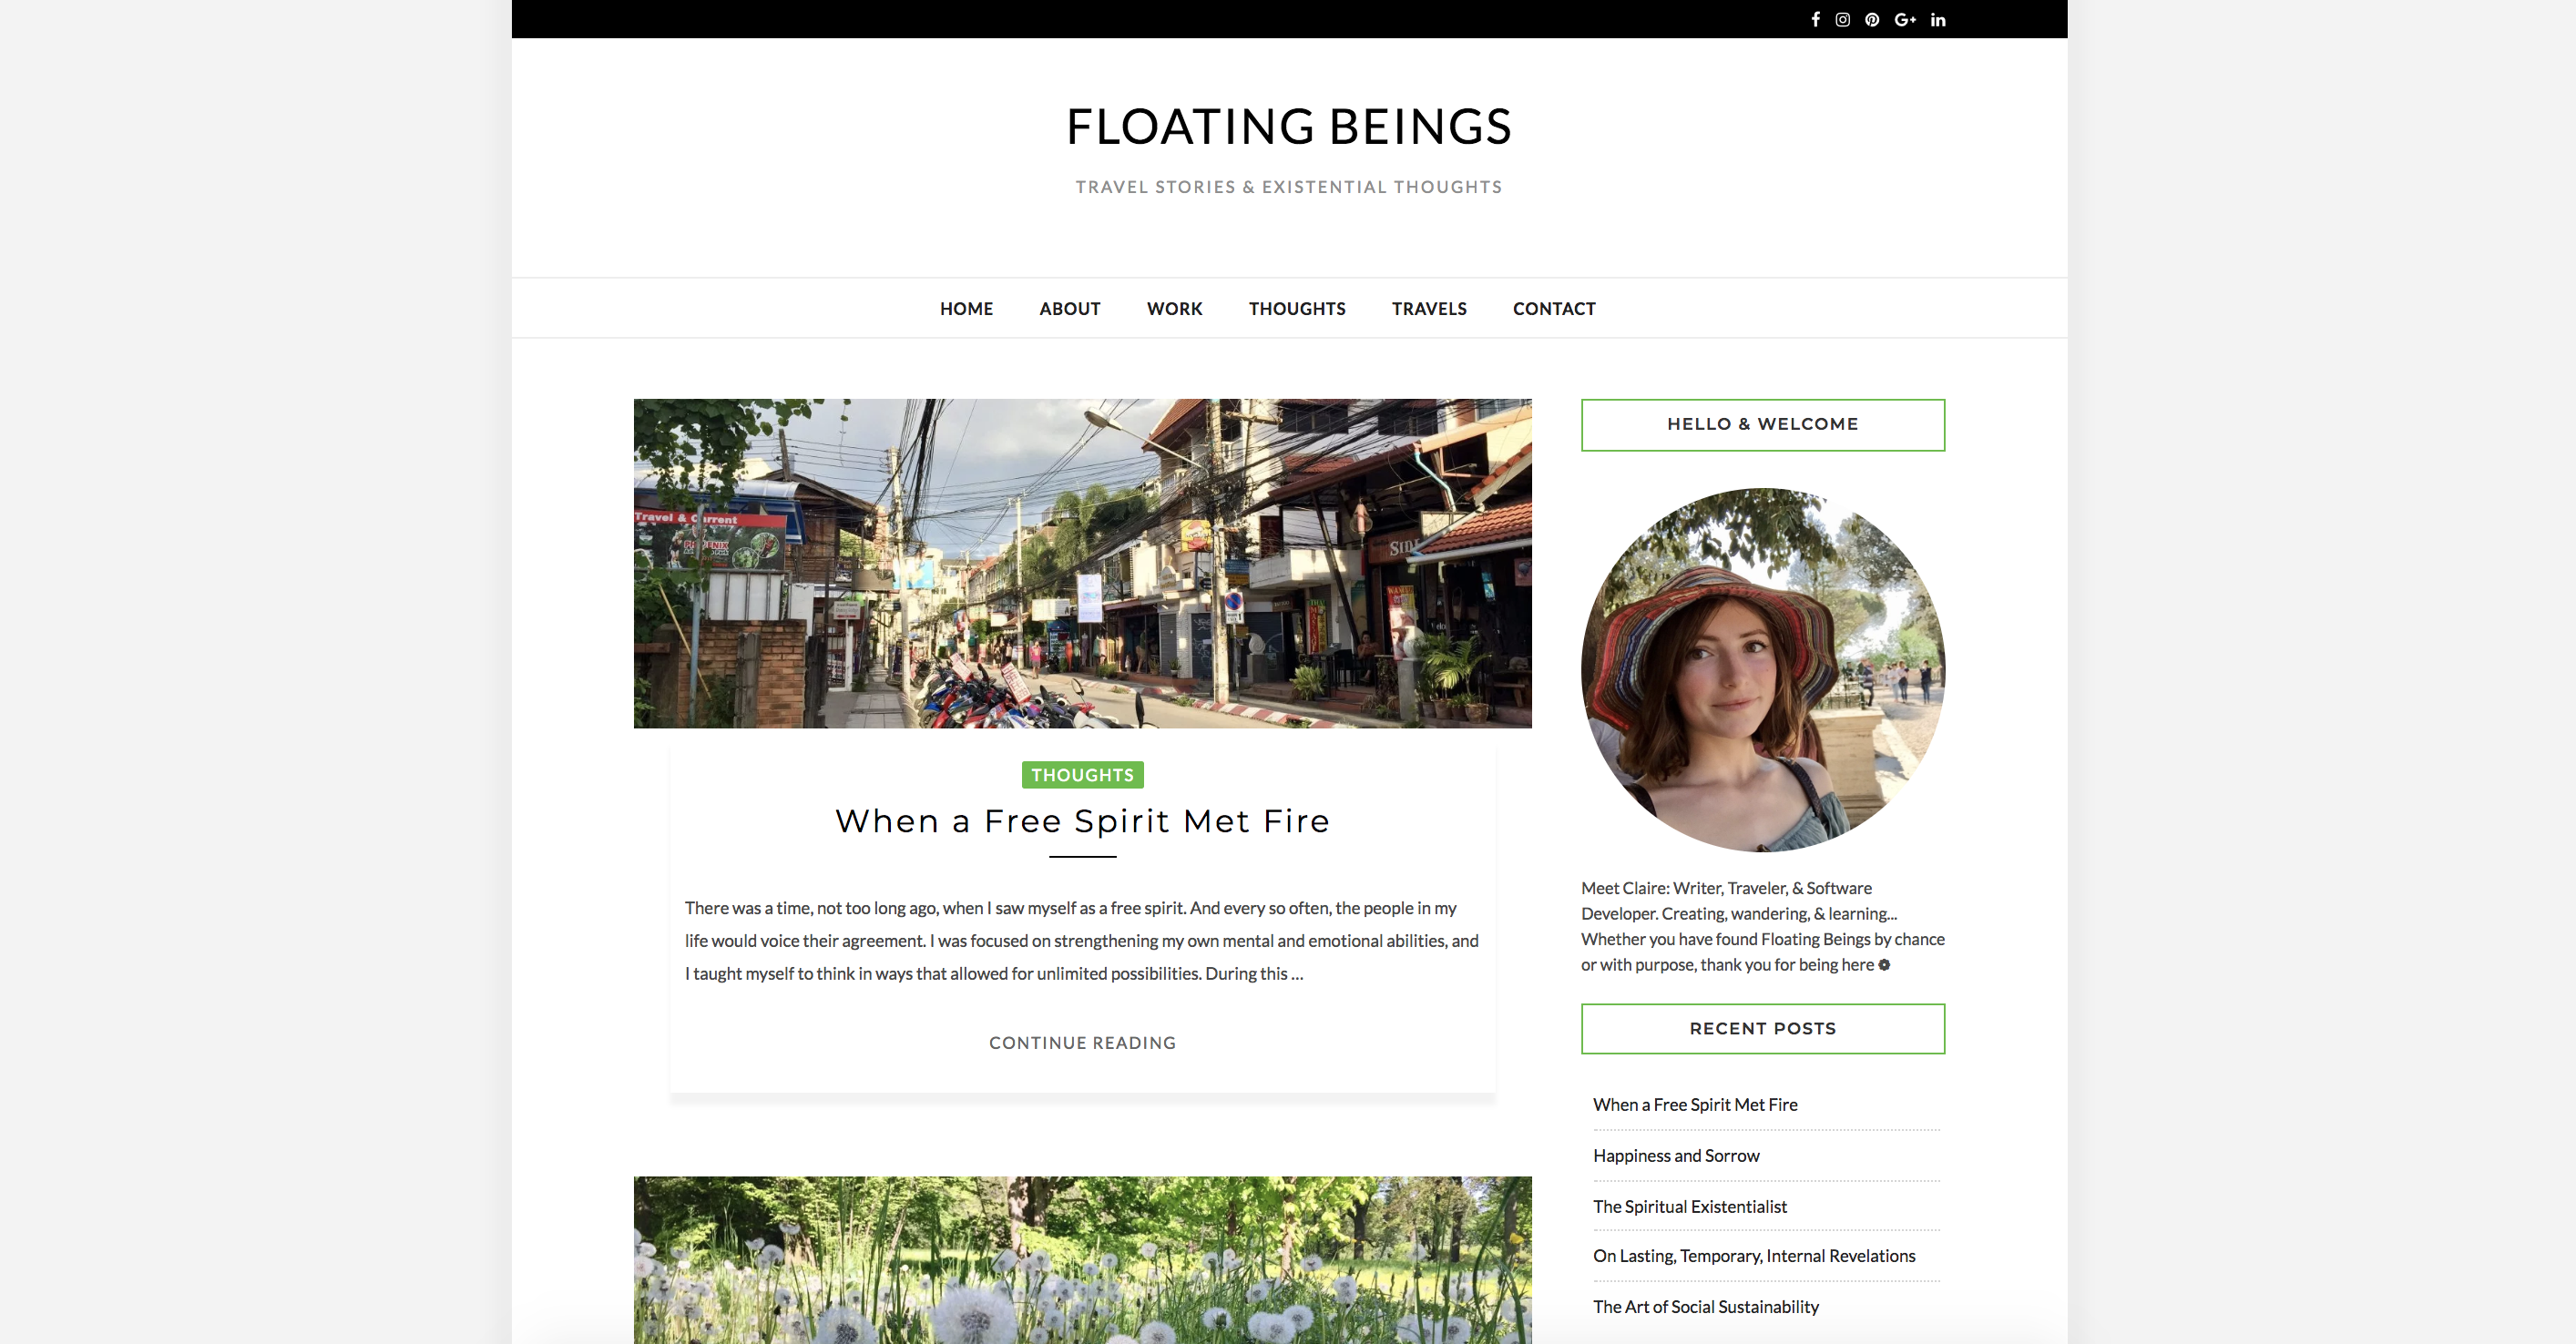 FLOATING BEINGS
TRAVEL STORIES & EXISTENTIAL THOUGHTS
HOME ABOUT WORK THOUGHTS TRAVELS CONTACT
Travel & Current
THOUGHTS
When a Free Spirit Met Fire
There was a time, not too long ago, when I saw myself as a free spirit. And every so often, the people in my
life would voice their agreement. I was focused on strengthening my own mental and emotional abilities, and
I taught myself to think in ways that allowed for unlimited possibilities. During this ...
CONTINUE READING
HELLO & WELCOME
Meet Claire: Writer, Traveler, & Software
Developer. Creating, wandering, & learning...
Whether you have found Floating Beings by chance
or with purpose, thank you for being here
RECENT POSTS
When a Free Spirit Met Fire
Happiness and Sorrow
The Spiritual Existentialist
On Lasting, Temporary, Internal Revelations
The Art of Social Sustainability